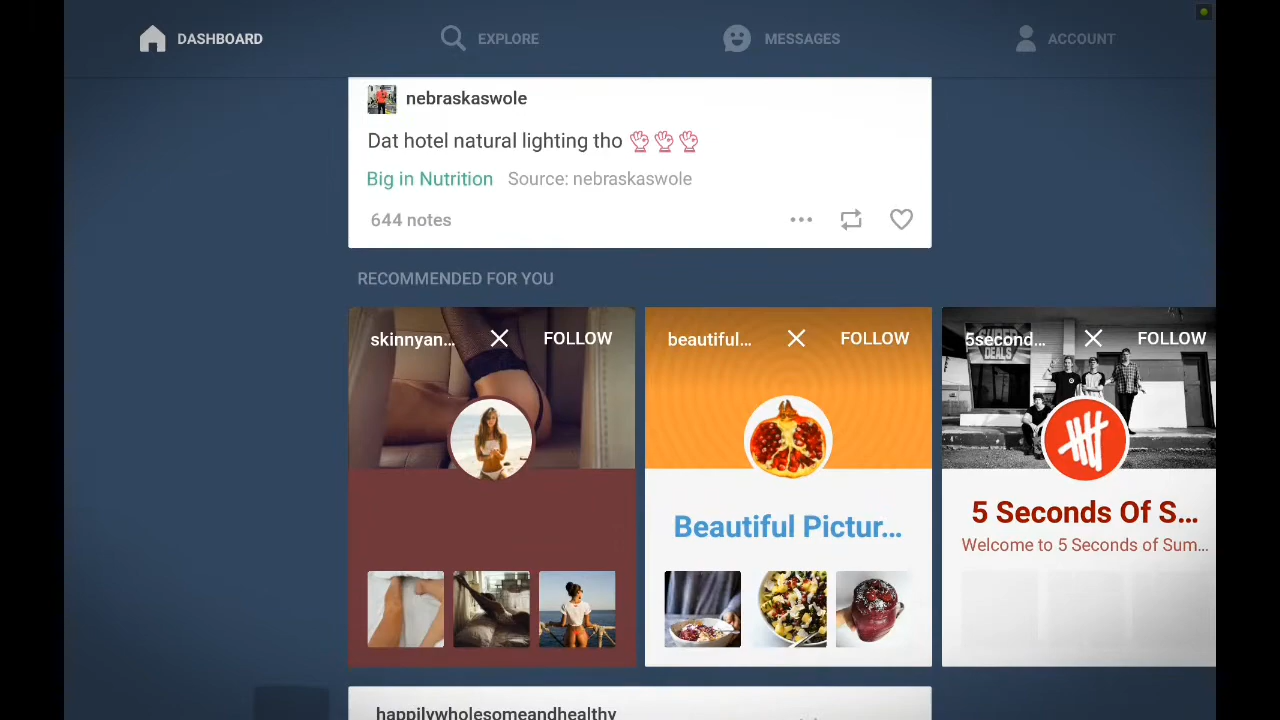 DASHBOARD
EXPLORE
MESSAGES
ACCOUNT
nebraskaswole
Dat hotel natural lighting tho
Big in Nutrition Source: nebraskaswole
644 notes
RECOMMENDED FOR YOU
skinnyan... FOLLOW
beautiful... FOLLOW
5second... FOLLOW
SUPER
DEALS
Beautiful Pictur...
5 Seconds Of S...
Welcome to 5 Seconds of Sum...
happilywholesomeandhealthy